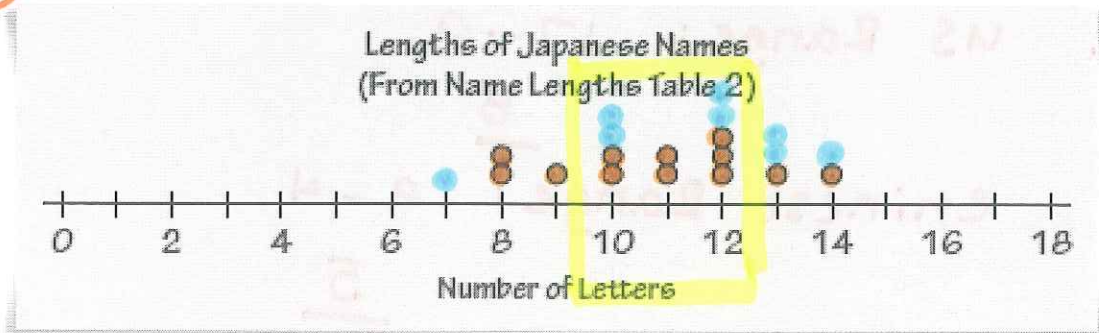 Lengths of Japanese Names
(From Name Lengths Table 2)
0 2 4 6 8 10 12 14 16 18
Number of Letters